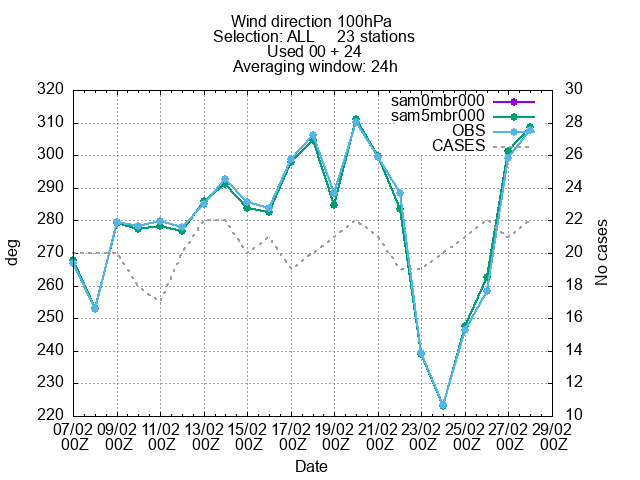 Wind direction 100hPa
Selection: ALL 23 stations
Used 00 + 24
Averaging window: 24h
320 30
310 28
300 26
290 24
280 22
270 20
260 18
250 16
240 14
230 12
220 10
sam0mbr000
sam5mbr000
OBS
CASES
deg
No cases
07/02 09/02 11/02 13/02 15/02 17/02 19/02 21/02 23/02 25/02 27/02 29/02
00Z 00Z 00Z 00Z 00Z 00Z 00Z 00Z 00Z 00Z 00Z 00Z
Date